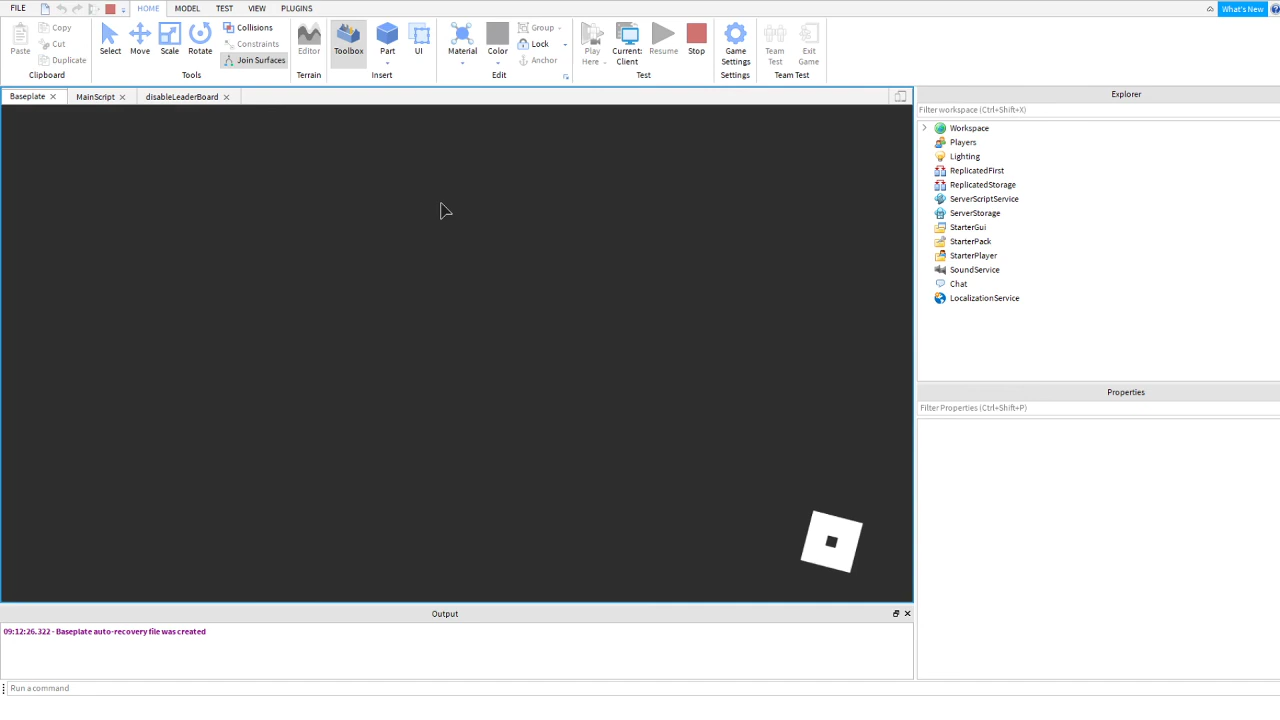 FILE HOME MODEL TEST VIEW PLUGINS What's New
Paste Copy Cut Duplicate Clipboard
Select Move Scale Rotate Collisions Constraints Join Surfaces Tools
Editor Terrain
Toolbox Part UI Insert
Material Color Group Lock Anchor Edit
Play Here Current: Client Resume Stop Test
Game Settings Settings
Team Test Exit Game Team Test
Baseplate MainScript disableLeaderBoard
Explorer
Filter workspace (Ctrl+Shift+X)
Workspace
Players
Lighting
ReplicatedFirst
ReplicatedStorage
ServerScriptService
ServerStorage
StarterGui
StarterPack
StarterPlayer
SoundService
Chat
LocalizationService
Properties
Filter Properties (Ctrl+Shift+P)
Output
09:12:26.322 - Baseplate auto-recovery file was created
Run a command